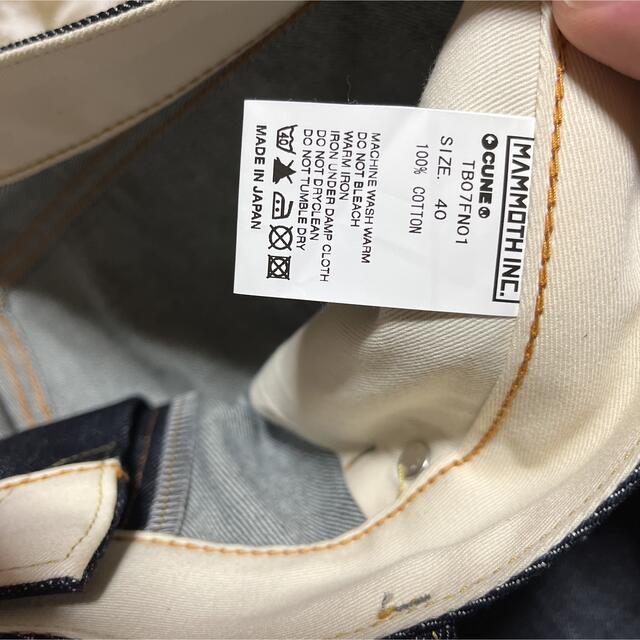 MAMMOTH INC.
CUNE®
TB07FN01
SIZE. 40
100% COTTON
MACHINE WASH WARM
DO NOT BLEACH
WARM IRON
IRON UNDER DAMP CLOTH
DO NOT DRYCLEAN
DO NOT TUMBLE DRY
40
MADE IN JAPAN